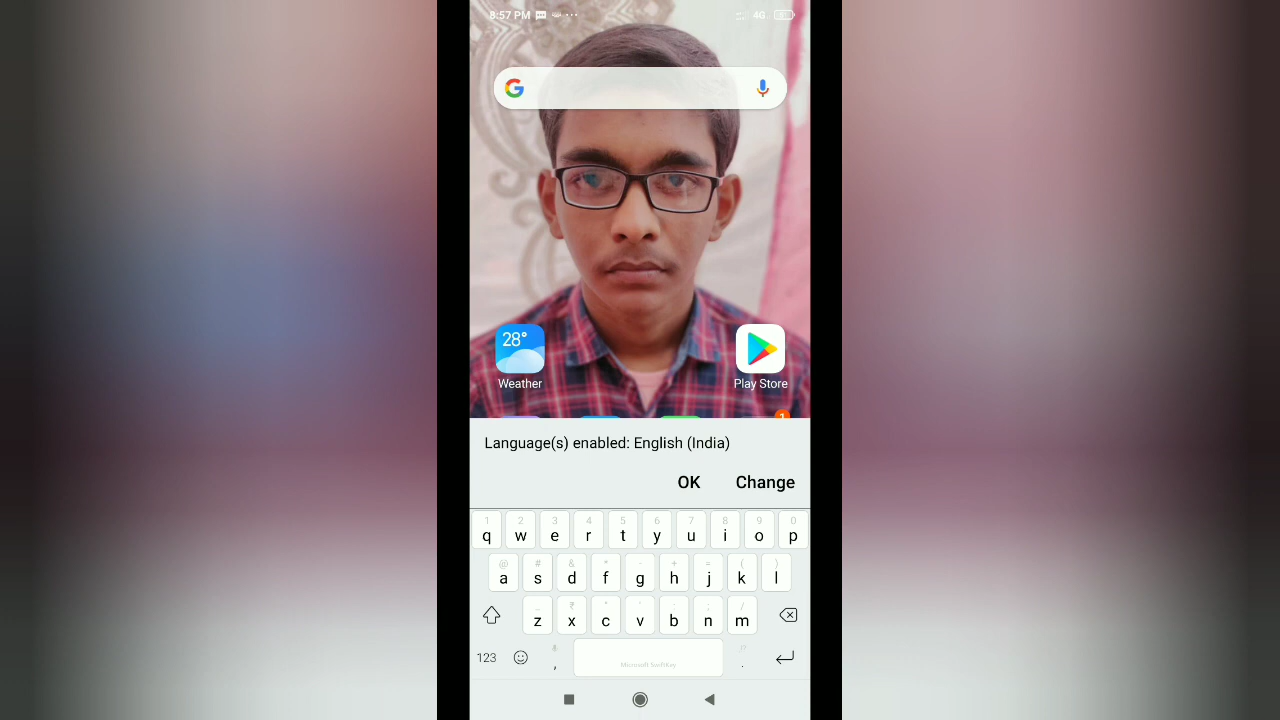 8:57 PM
4G
G
28°
Weather
Play Store
1
Language(s) enabled: English (India)
OK Change
1 2 3 4 5 6 7 8 9 0
q w e r t y u i o p
@ # & * - + = ( )
a s d f g h j k l
_ ₹ " ' : ; /
z x c v b n m
123 , .
Microsoft SwiftKey